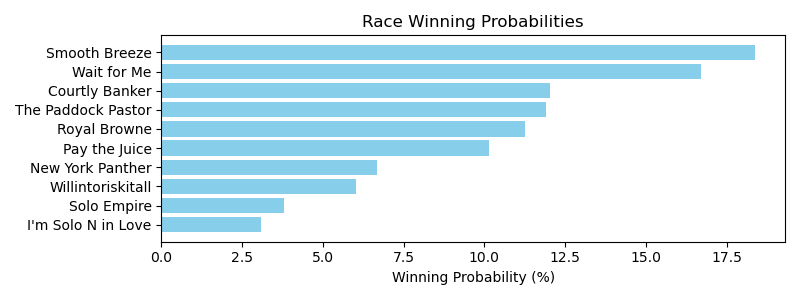 Race Winning Probabilities
Smooth Breeze
Wait for Me
Courtly Banker
The Paddock Pastor
Royal Browne
Pay the Juice
New York Panther
Willintoriskitall
Solo Empire
I'm Solo N in Love
0.0 2.5 5.0 7.5 10.0 12.5 15.0 17.5
Winning Probability (%)